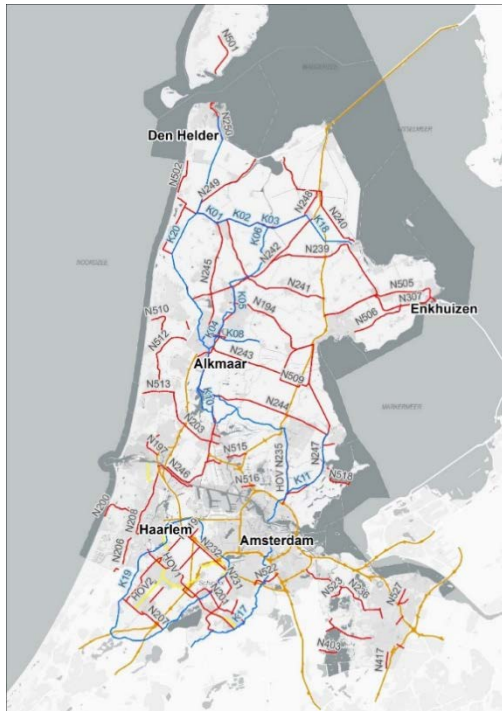 N501
N250
Den Helder
N502
N249
K01
K02
K03
N248
N240
K18
K20
K06
N242
N239
N245
N241
N505
N307
K05
N194
N506
Enkhuizen
N510
N512
K04
K08
Alkmaar
N243
N509
N513
K10
N244
N203
N197
N246
N515
HOV N235
N247
N516
K11
N518
N200
N208
Haarlem
Amsterdam
N206
N232
HOV1
K19
HOV2
N231
N522
N207
K17
N523
N236
N527
N403
N417